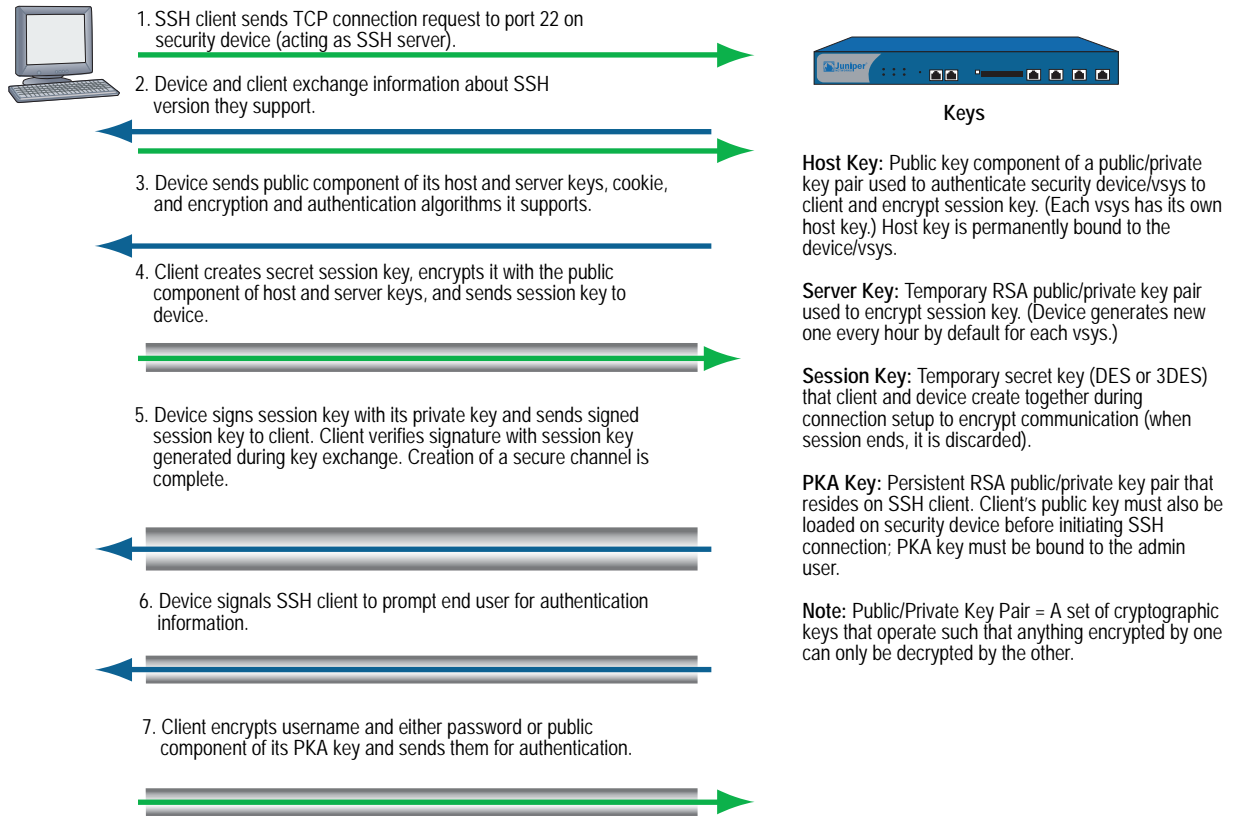 1. SSH client sends TCP connection request to port 22 on
security device (acting as SSH server).
2. Device and client exchange information about SSH
version they support.
3. Device sends public component of its host and server keys, cookie,
and encryption and authentication algorithms it supports.
4. Client creates secret session key, encrypts it with the public
component of host and server keys, and sends session key to
device.
5. Device signs session key with its private key and sends signed
session key to client. Client verifies signature with session key
generated during key exchange. Creation of a secure channel is
complete.
6. Device signals SSH client to prompt end user for authentication
information.
7. Client encrypts username and either password or public
component of its PKA key and sends them for authentication.
Juniper
Keys
Host Key: Public key component of a public/private
key pair used to authenticate security device/vsys to
client and encrypt session key. (Each vsys has its own
host key.) Host key is permanently bound to the
device/vsys.
Server Key: Temporary RSA public/private key pair
used to encrypt session key. (Device generates new
one every hour by default for each vsys.)
Session Key: Temporary secret key (DES or 3DES)
that client and device create together during
connection setup to encrypt communication (when
session ends, it is discarded).
PKA Key: Persistent RSA public/private key pair that
resides on SSH client. Client's public key must also be
loaded on security device before initiating SSH
connection; PKA key must be bound to the admin
user.
Note: Public/Private Key Pair = A set of cryptographic
keys that operate such that anything encrypted by one
can only be decrypted by the other.